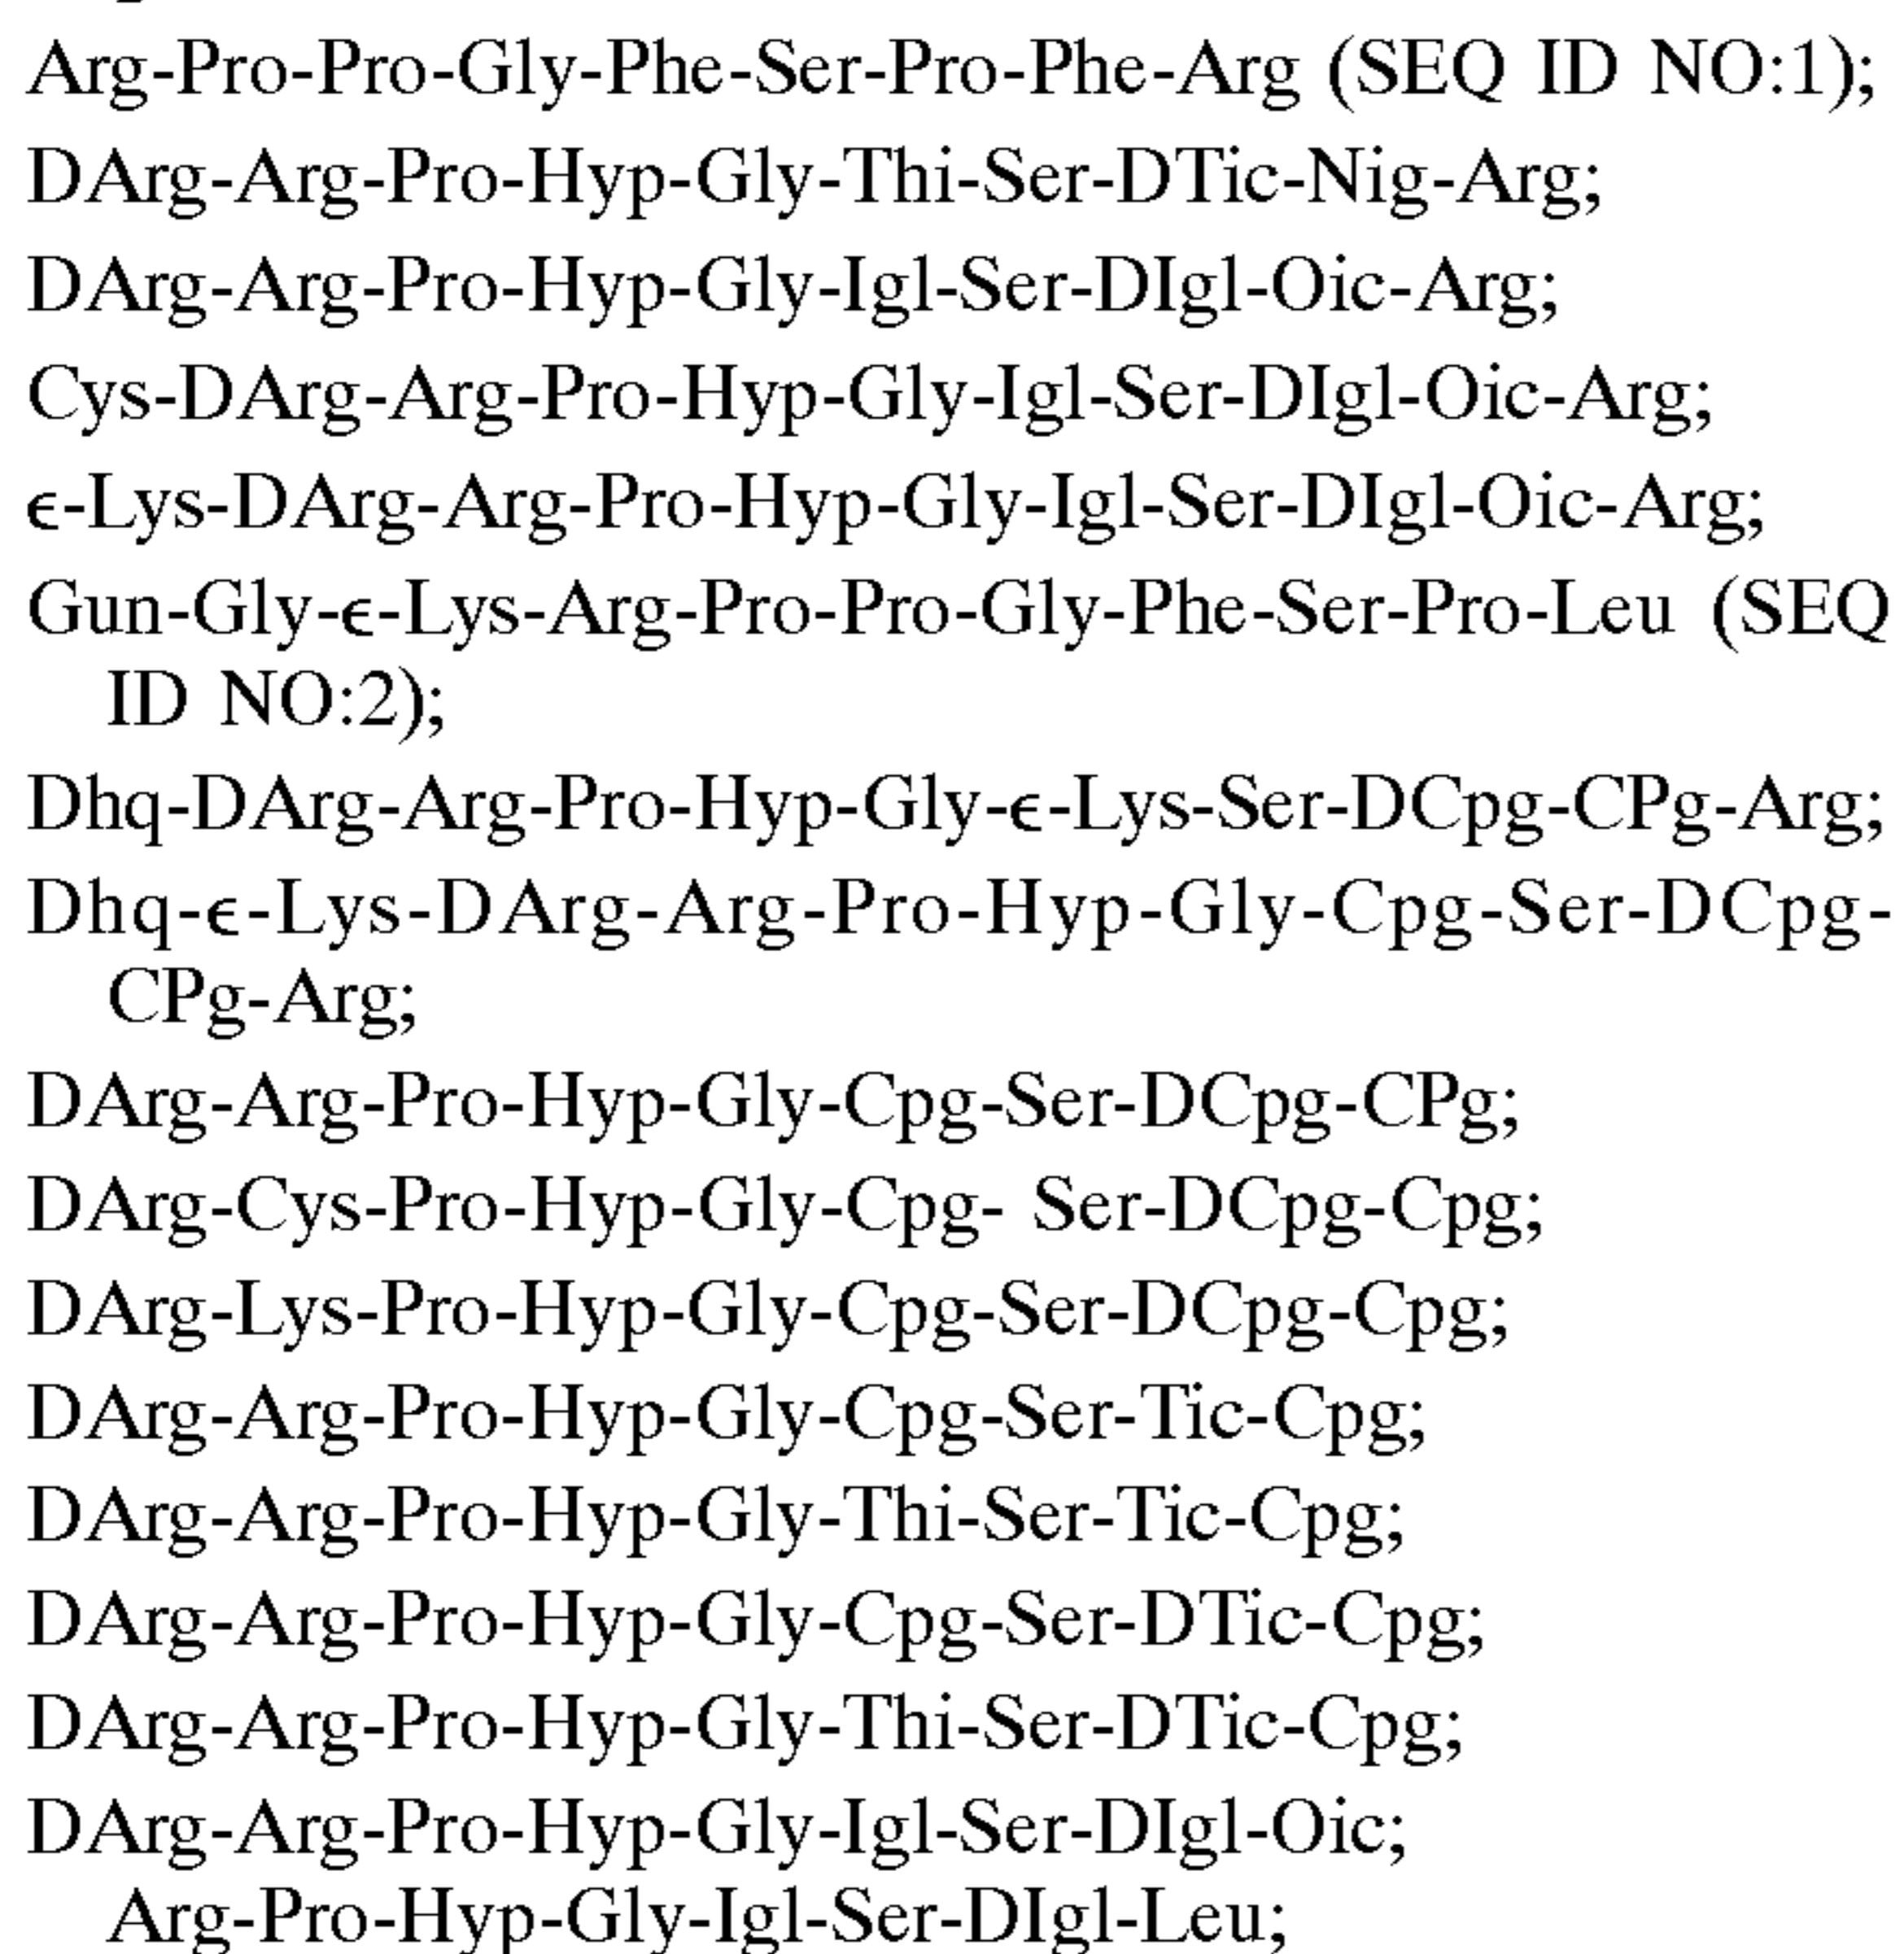 Arg-Pro-Pro-Gly-Phe-Ser-Pro-Phe-Arg (SEQ ID NO:1);
DArg-Arg-Pro-Hyp-Gly-Thi-Ser-DTic-Nig-Arg;
DArg-Arg-Pro-Hyp-Gly-Igl-Ser-DIgl-Oic-Arg;
Cys-DArg-Arg-Pro-Hyp-Gly-Igl-Ser-DIgl-Oic-Arg;
ϵ-Lys-DArg-Arg-Pro-Hyp-Gly-Igl-Ser-DIgl-Oic-Arg;
Gun-Gly-ϵ-Lys-Arg-Pro-Pro-Gly-Phe-Ser-Pro-Leu (SEQ
ID NO:2);
Dhq-DArg-Arg-Pro-Hyp-Gly-ϵ-Lys-Ser-DCpg-CPg-Arg;
Dhq-ϵ-Lys-DArg-Arg-Pro-Hyp-Gly-Cpg-Ser-DCpg-
CPg-Arg;
DArg-Arg-Pro-Hyp-Gly-Cpg-Ser-DCpg-CPg;
DArg-Cys-Pro-Hyp-Gly-Cpg- Ser-DCpg-Cpg;
DArg-Lys-Pro-Hyp-Gly-Cpg-Ser-DCpg-Cpg;
DArg-Arg-Pro-Hyp-Gly-Cpg-Ser-Tic-Cpg;
DArg-Arg-Pro-Hyp-Gly-Thi-Ser-Tic-Cpg;
DArg-Arg-Pro-Hyp-Gly-Cpg-Ser-DTic-Cpg;
DArg-Arg-Pro-Hyp-Gly-Thi-Ser-DTic-Cpg;
DArg-Arg-Pro-Hyp-Gly-Igl-Ser-DIgl-Oic;
Arg-Pro-Hyp-Gly-Igl-Ser-DIgl-Leu;